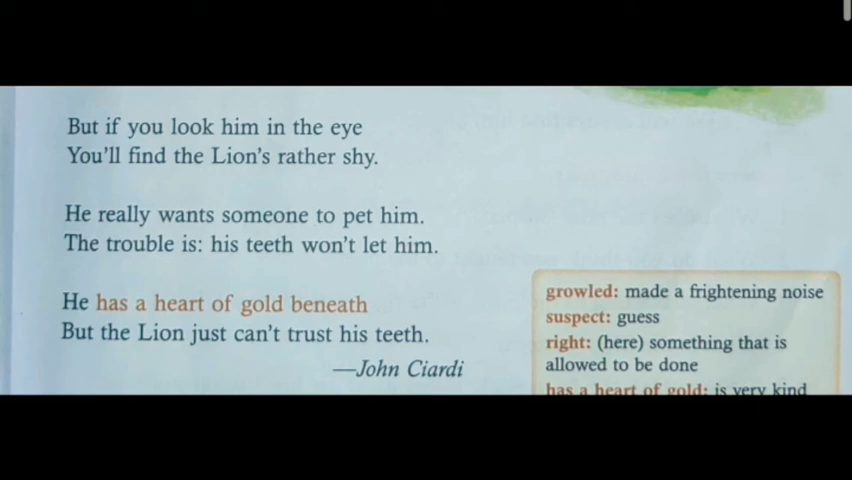 But if you look him in the eye
You'll find the Lion's rather shy.
He really wants someone to pet him.
The trouble is: his teeth won't let him.
He has a heart of gold beneath
But the Lion just can't trust his teeth.
—John Ciardi
growled: made a frightening noise
suspect: guess
right: (here) something that is
allowed to be done
has a heart of gold: is very kind